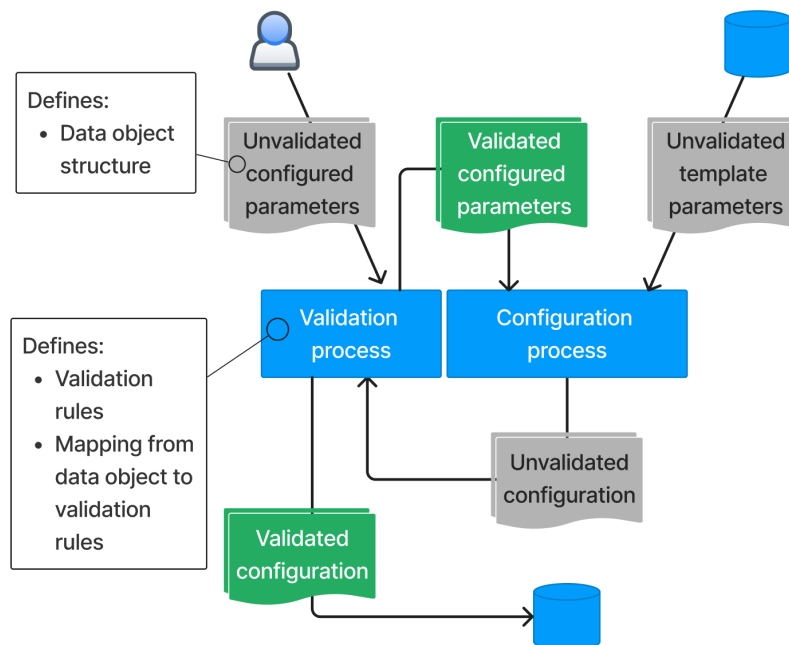 Defines:
• Data object
structure
Unvalidated
configured
parameters
Validated
configured
parameters
Unvalidated
template
parameters
Validation
process
Configuration
process
Defines:
• Validation
rules
• Mapping from
data object to
validation
rules
Unvalidated
configuration
Validated
configuration